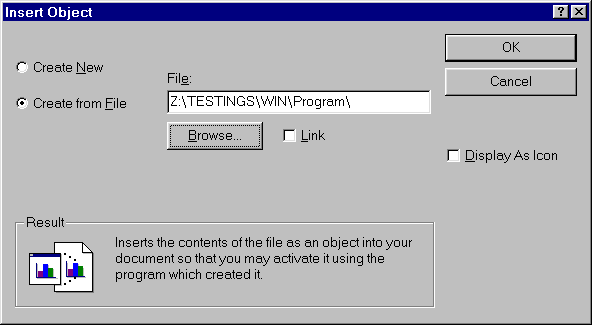 Insert Object
OK
Create New
File:
Cancel
Create from File
Z:\TESTINGS\WIN\Program\
Browse...
Link
Display As Icon
Result
Inserts the contents of the file as an object into your
document so that you may activate it using the
program which created it.